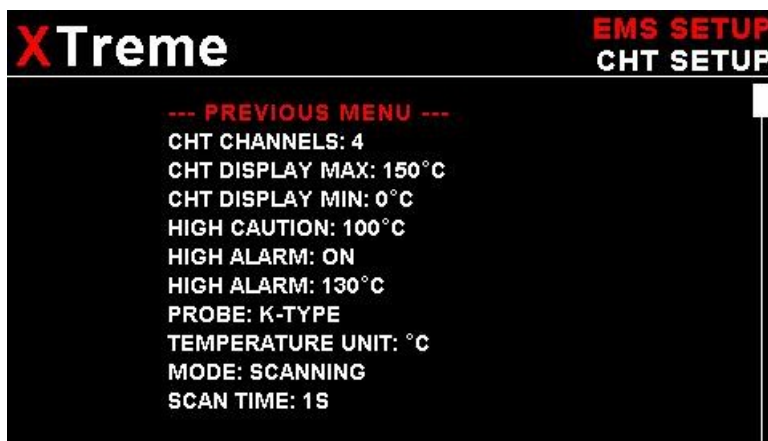 XTreme
EMS SETUP
CHT SETUP
--- PREVIOUS MENU ---
CHT CHANNELS: 4
CHT DISPLAY MAX: 150°C
CHT DISPLAY MIN: 0°C
HIGH CAUTION: 100°C
HIGH ALARM: ON
HIGH ALARM: 130°C
PROBE: K-TYPE
TEMPERATURE UNIT: °C
MODE: SCANNING
SCAN TIME: 1S